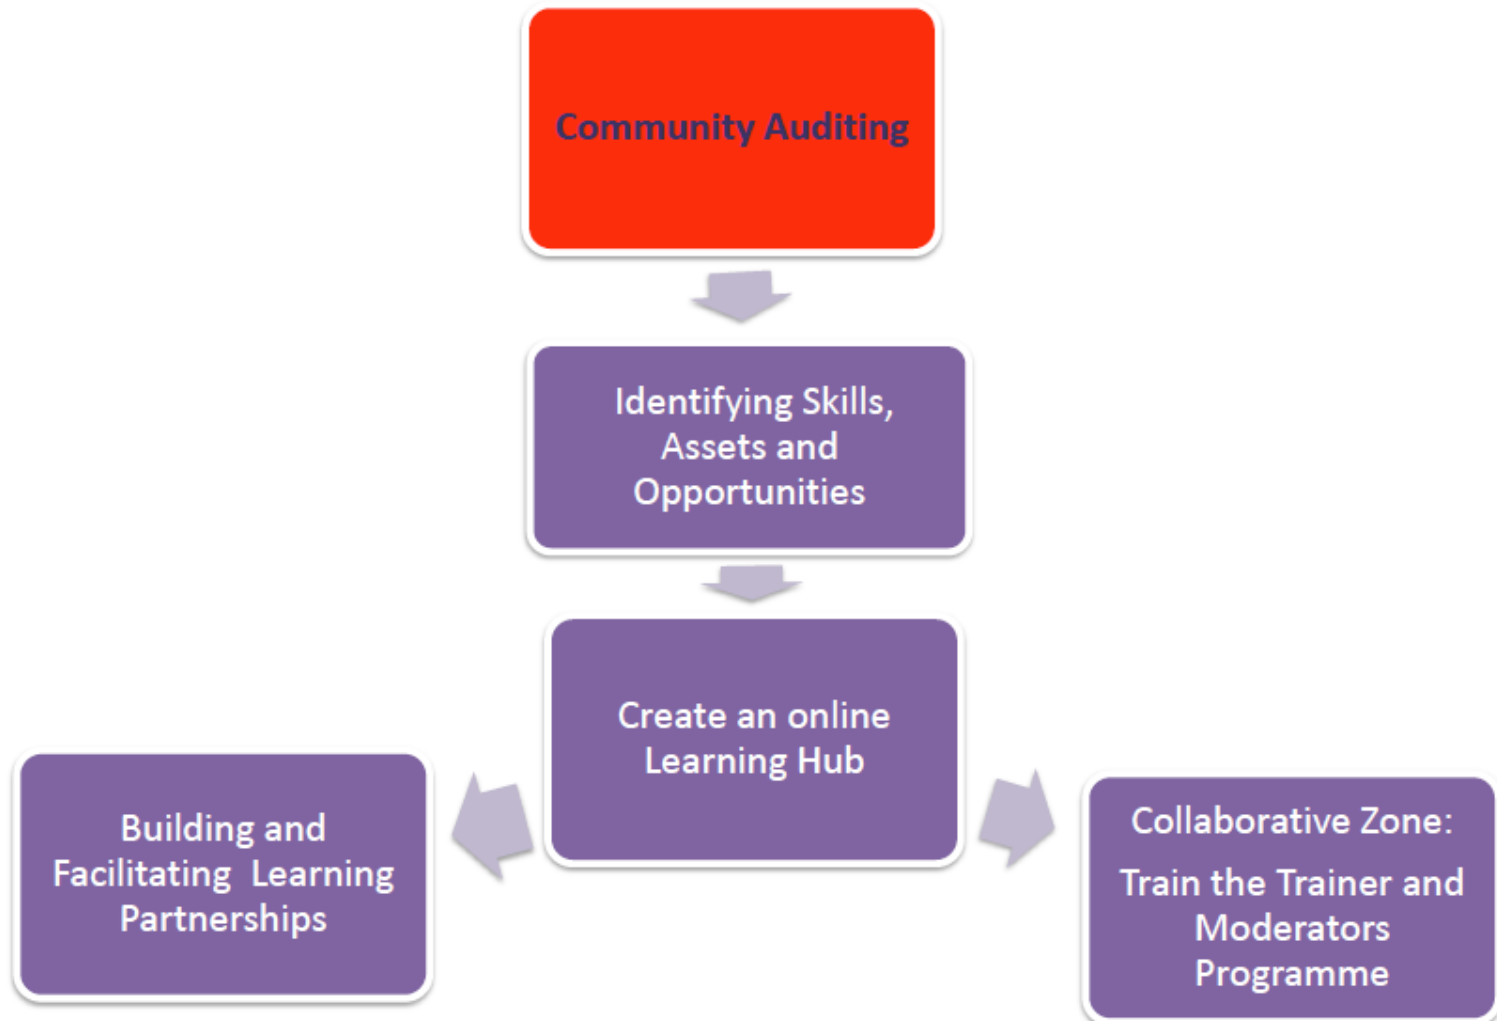 Community Auditing
Identifying Skills,
Assets and
Opportunities
Create an online
Learning Hub
Building and
Facilitating  Learning
Partnerships
Collaborative Zone:
Train the Trainer and
Moderators
Programme